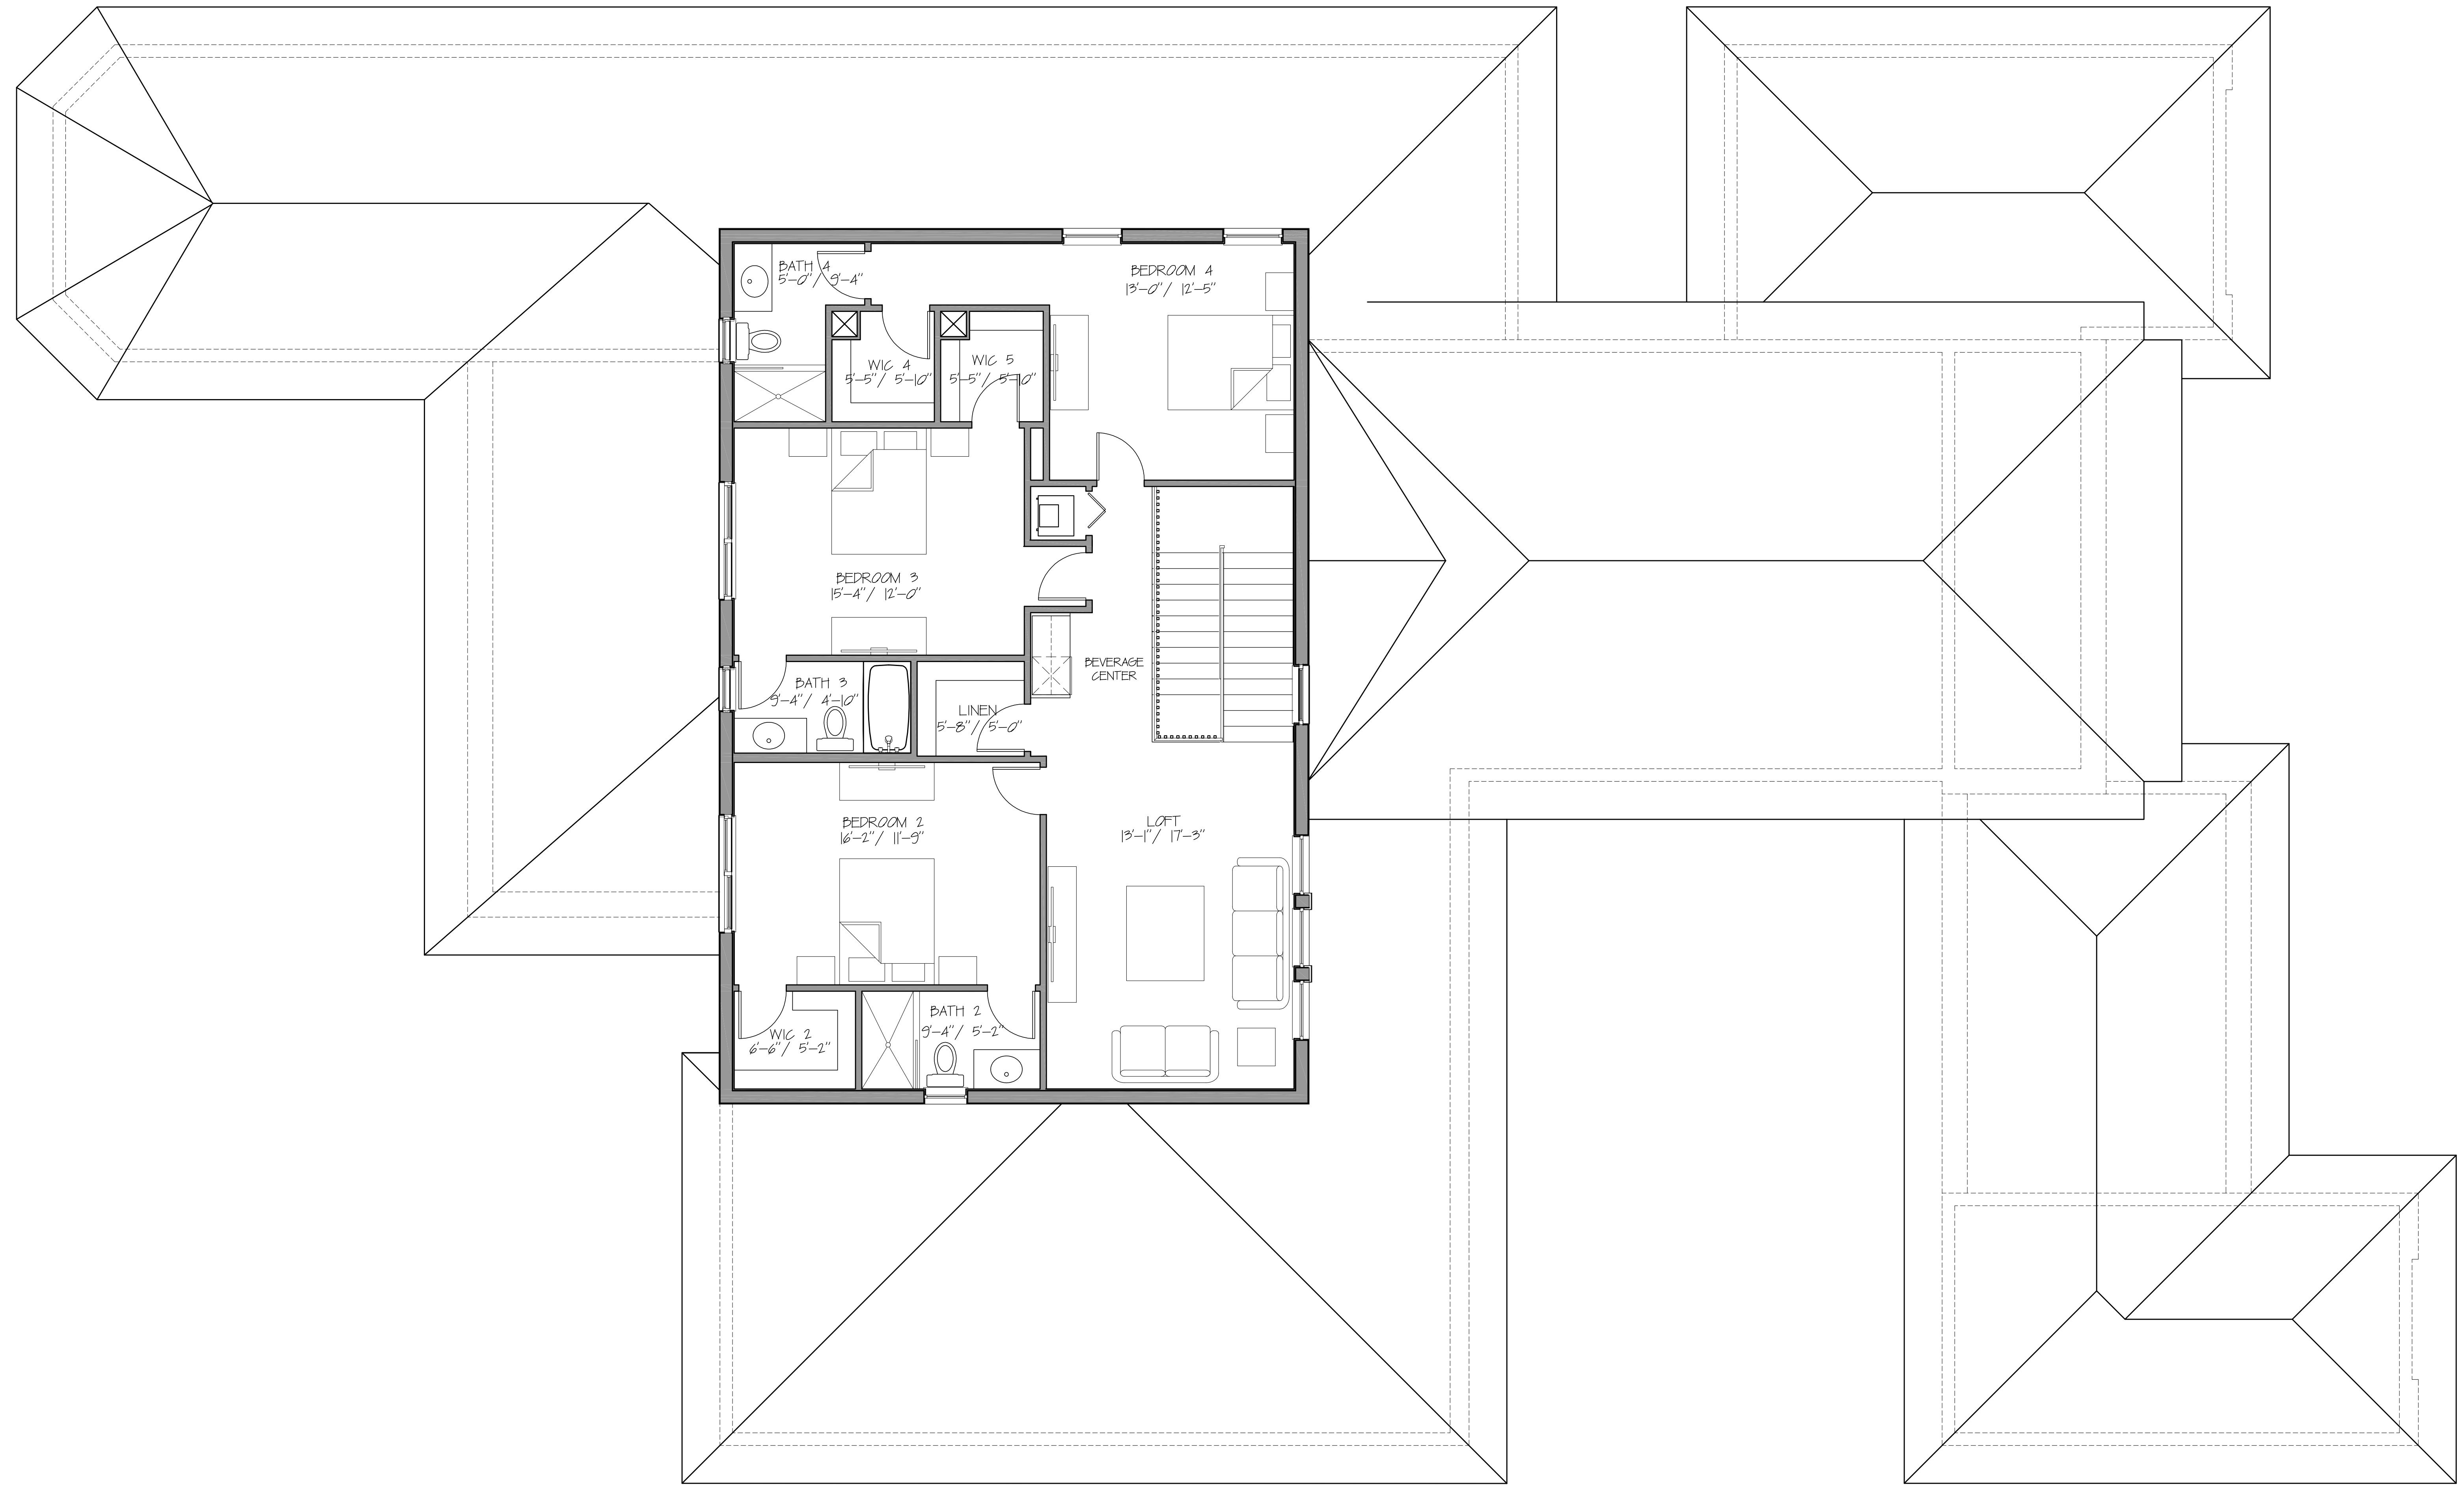 BATH 4
5'-0"/ 9'-4"
BEDROOM 4
13'-0"/ 12'-5"
WIC 4
5'-5"/ 5'-10"
WIC 5
5'-5"/ 5'-10"
BEDROOM 3
15'-4"/ 12'-0"
BEVERAGE
CENTER
BATH 3
9'-4"/ 4'-10"
LINEN
5'-8"/ 5'-0"
BEDROOM 2
16'-2"/ 11'-9"
LOFT
13'-1"/ 17'-3"
BATH 2
9'-4"/ 5'-2"
WIC 2
6'-6"/ 5'-2"